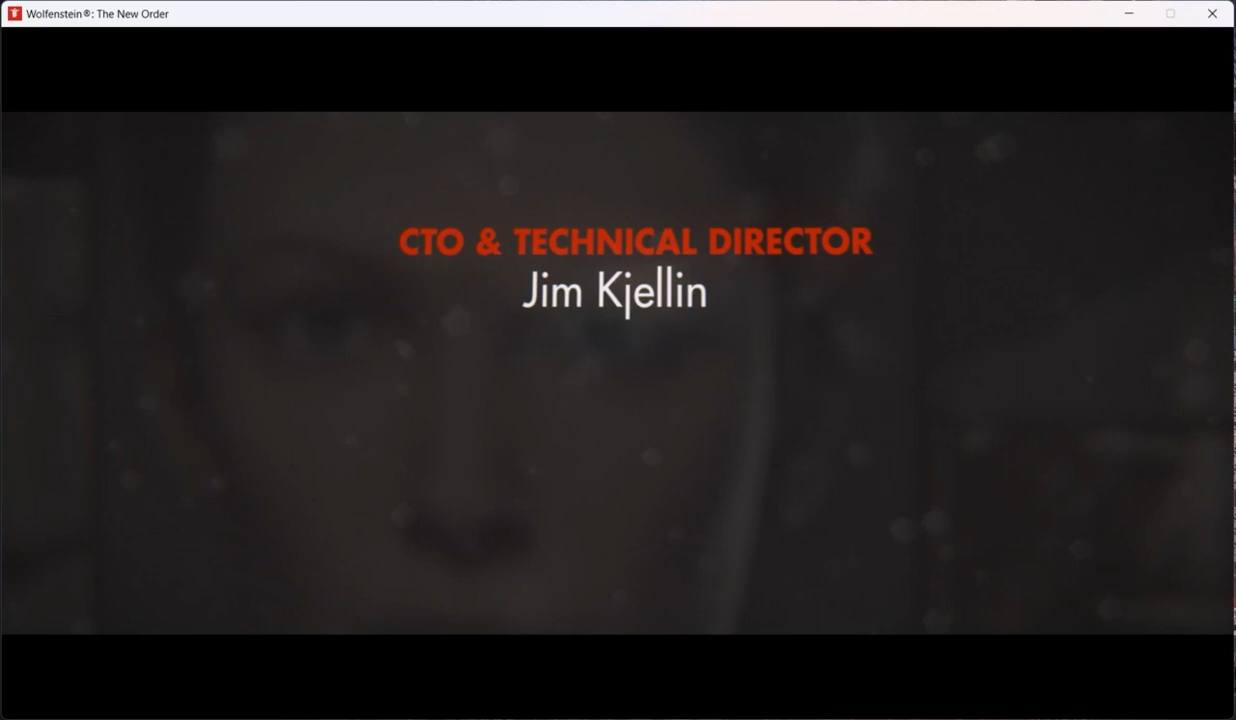 Wolfenstein®: The New Order
CTO & TECHNICAL DIRECTOR
Jim Kjellin